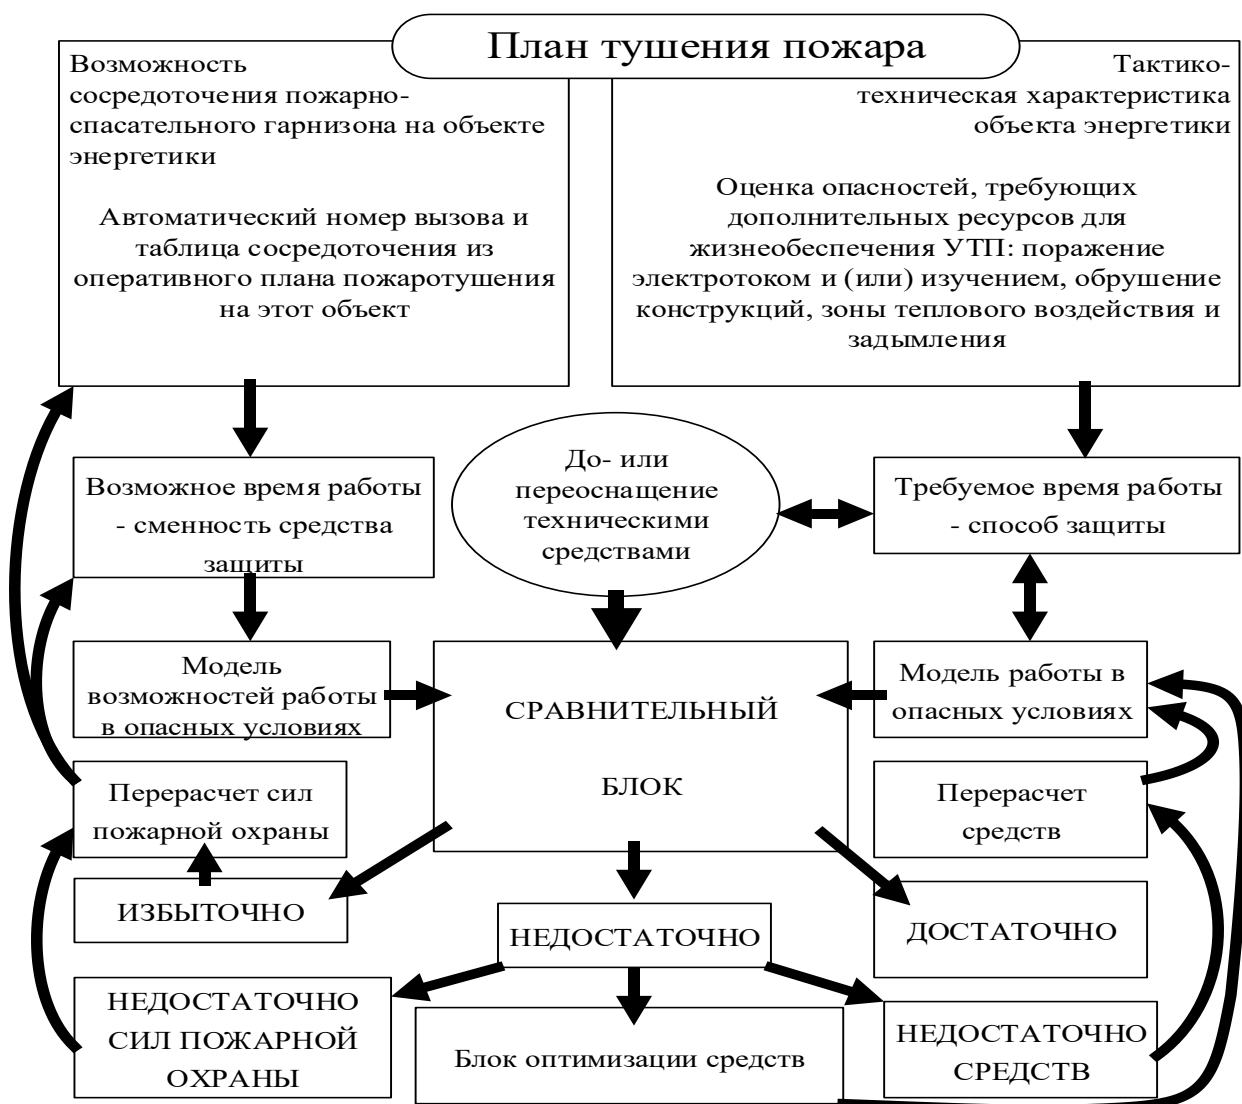 План тушения пожара
Возможность
сосредоточения пожарно-
спасательного гарнизона на объекте
энергетики
Автоматический номер вызова и
таблица сосредоточения из
оперативного плана пожаротушения
на этот объект
Тактико-
техническая характеристика
объекта энергетики
Оценка опасностей, требующих
дополнительных ресурсов для
жизнеобеспечения УТП: поражение
электротоком и (или) изучением, обрушение
конструкций, зоны теплового воздействия и
задымления
Возможное время работы
- сменность средства
защиты
До- или
переоснащение
техническими
средствами
Требуемое время работы
- способ защиты
Модель
возможностей работы
в опасных условиях
СРАВНИТЕЛЬНЫЙ
БЛОК
Модель работы в
опасных условиях
Перерасчет сил
пожарной охраны
Перерасчет
средств
ИЗБЫТОЧНО
НЕДОСТАТОЧНО
ДОСТАТОЧНО
НЕДОСТАТОЧНО
СИЛ ПОЖАРНОЙ
ОХРАНЫ
Блок оптимизации средств
НЕДОСТАТОЧНО
СРЕДСТВ